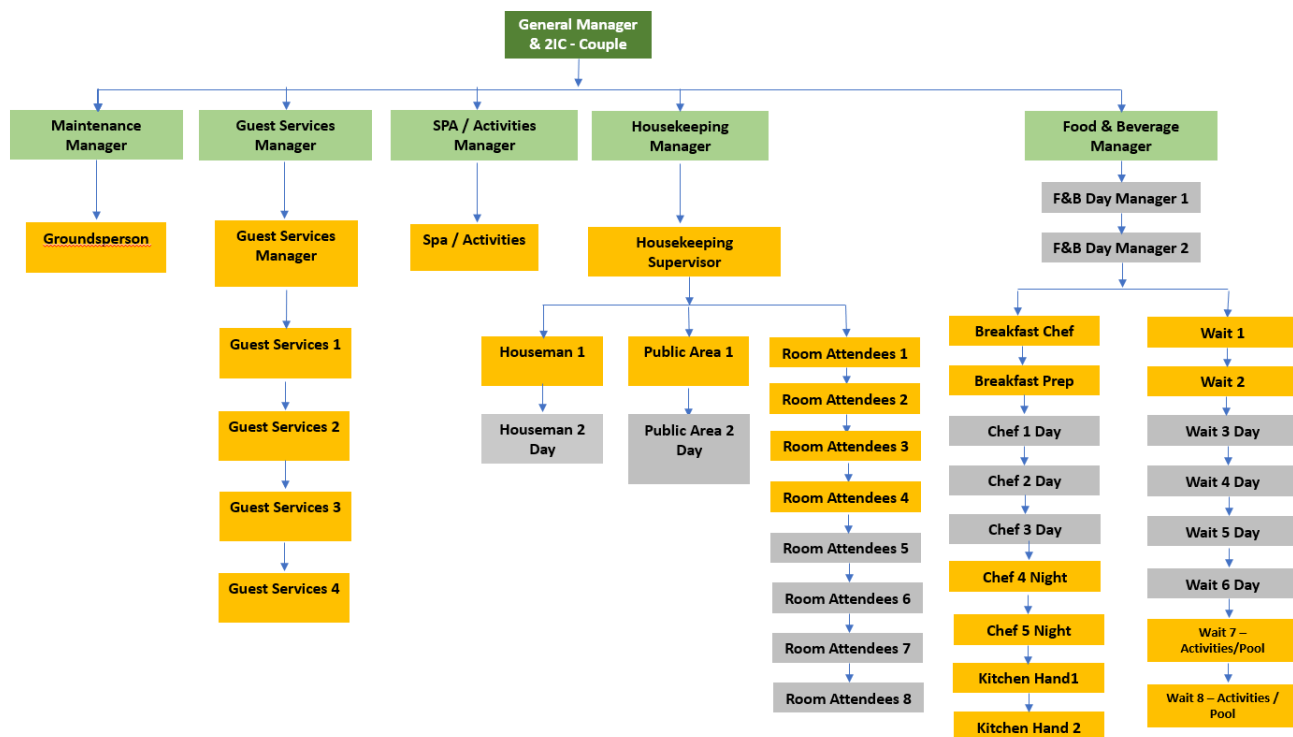 General Manager
& 2IC - Couple
Maintenance
Manager
Guest Services
Manager
SPA / Activities
Manager
Housekeeping
Manager
Food & Beverage
Manager
F&B Day Manager 1
F&B Day Manager 2
Groundsperson
Guest Services
Manager
Guest Services 1
Guest Services 2
Guest Services 3
Guest Services 4
Spa / Activities
Housekeeping
Supervisor
Houseman 1
Houseman 2
Day
Public Area 1
Public Area 2
Day
Room Attendees 1
Room Attendees 2
Room Attendees 3
Room Attendees 4
Room Attendees 5
Room Attendees 6
Room Attendees 7
Room Attendees 8
Breakfast Chef
Breakfast Prep
Chef 1 Day
Chef 2 Day
Chef 3 Day
Chef 4 Night
Chef 5 Night
Kitchen Hand1
Kitchen Hand 2
Wait 1
Wait 2
Wait 3 Day
Wait 4 Day
Wait 5 Day
Wait 6 Day
Wait 7 –
Activities/Pool
Wait 8 – Activities /
Pool